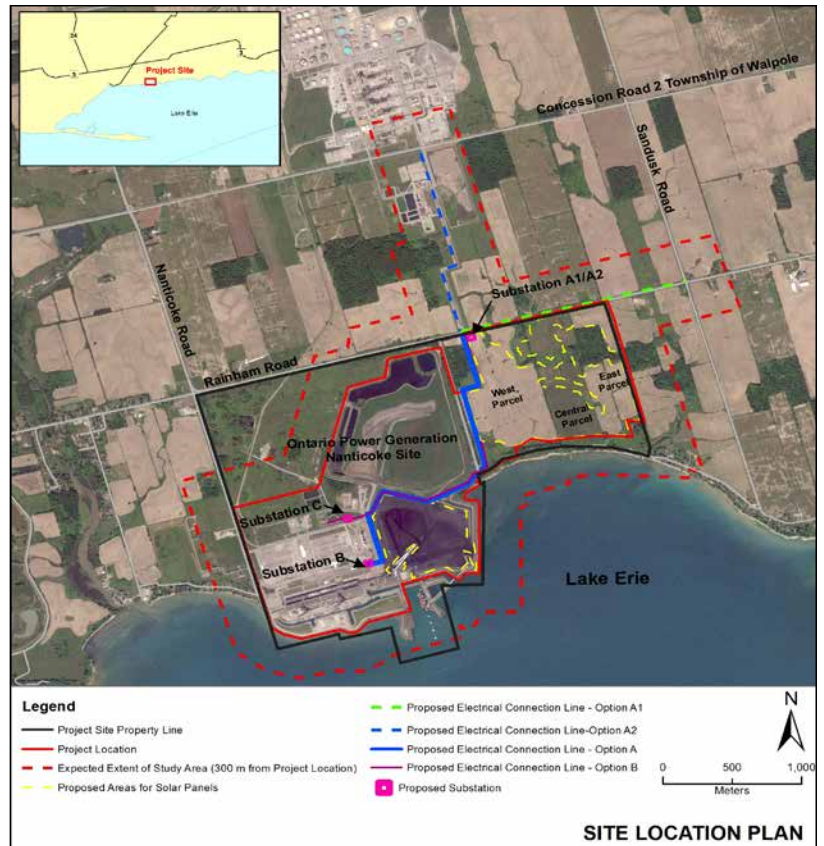 24
3
3
Project Site
Lake Erie
Concession Road 2 Township of Walpole
Sandusk Road
Nanticoke Road
Substation A1/A2
Rainham Road
West
Parcel
East
Parcel
Central
Parcel
Ontario Power Generation
Nanticoke Site
Substation C
Substation B
Lake Erie
Legend
Project Site Property Line
Project Location
Expected Extent of Study Area (300 m from Project Location)
Proposed Areas for Solar Panels
Proposed Electrical Connection Line - Option A1
Proposed Electrical Connection Line-Option A2
Proposed Electrical Connection Line - Option A
Proposed Electrical Connection Line - Option B
Proposed Substation
N
0 500 1,000
Meters
SITE LOCATION PLAN